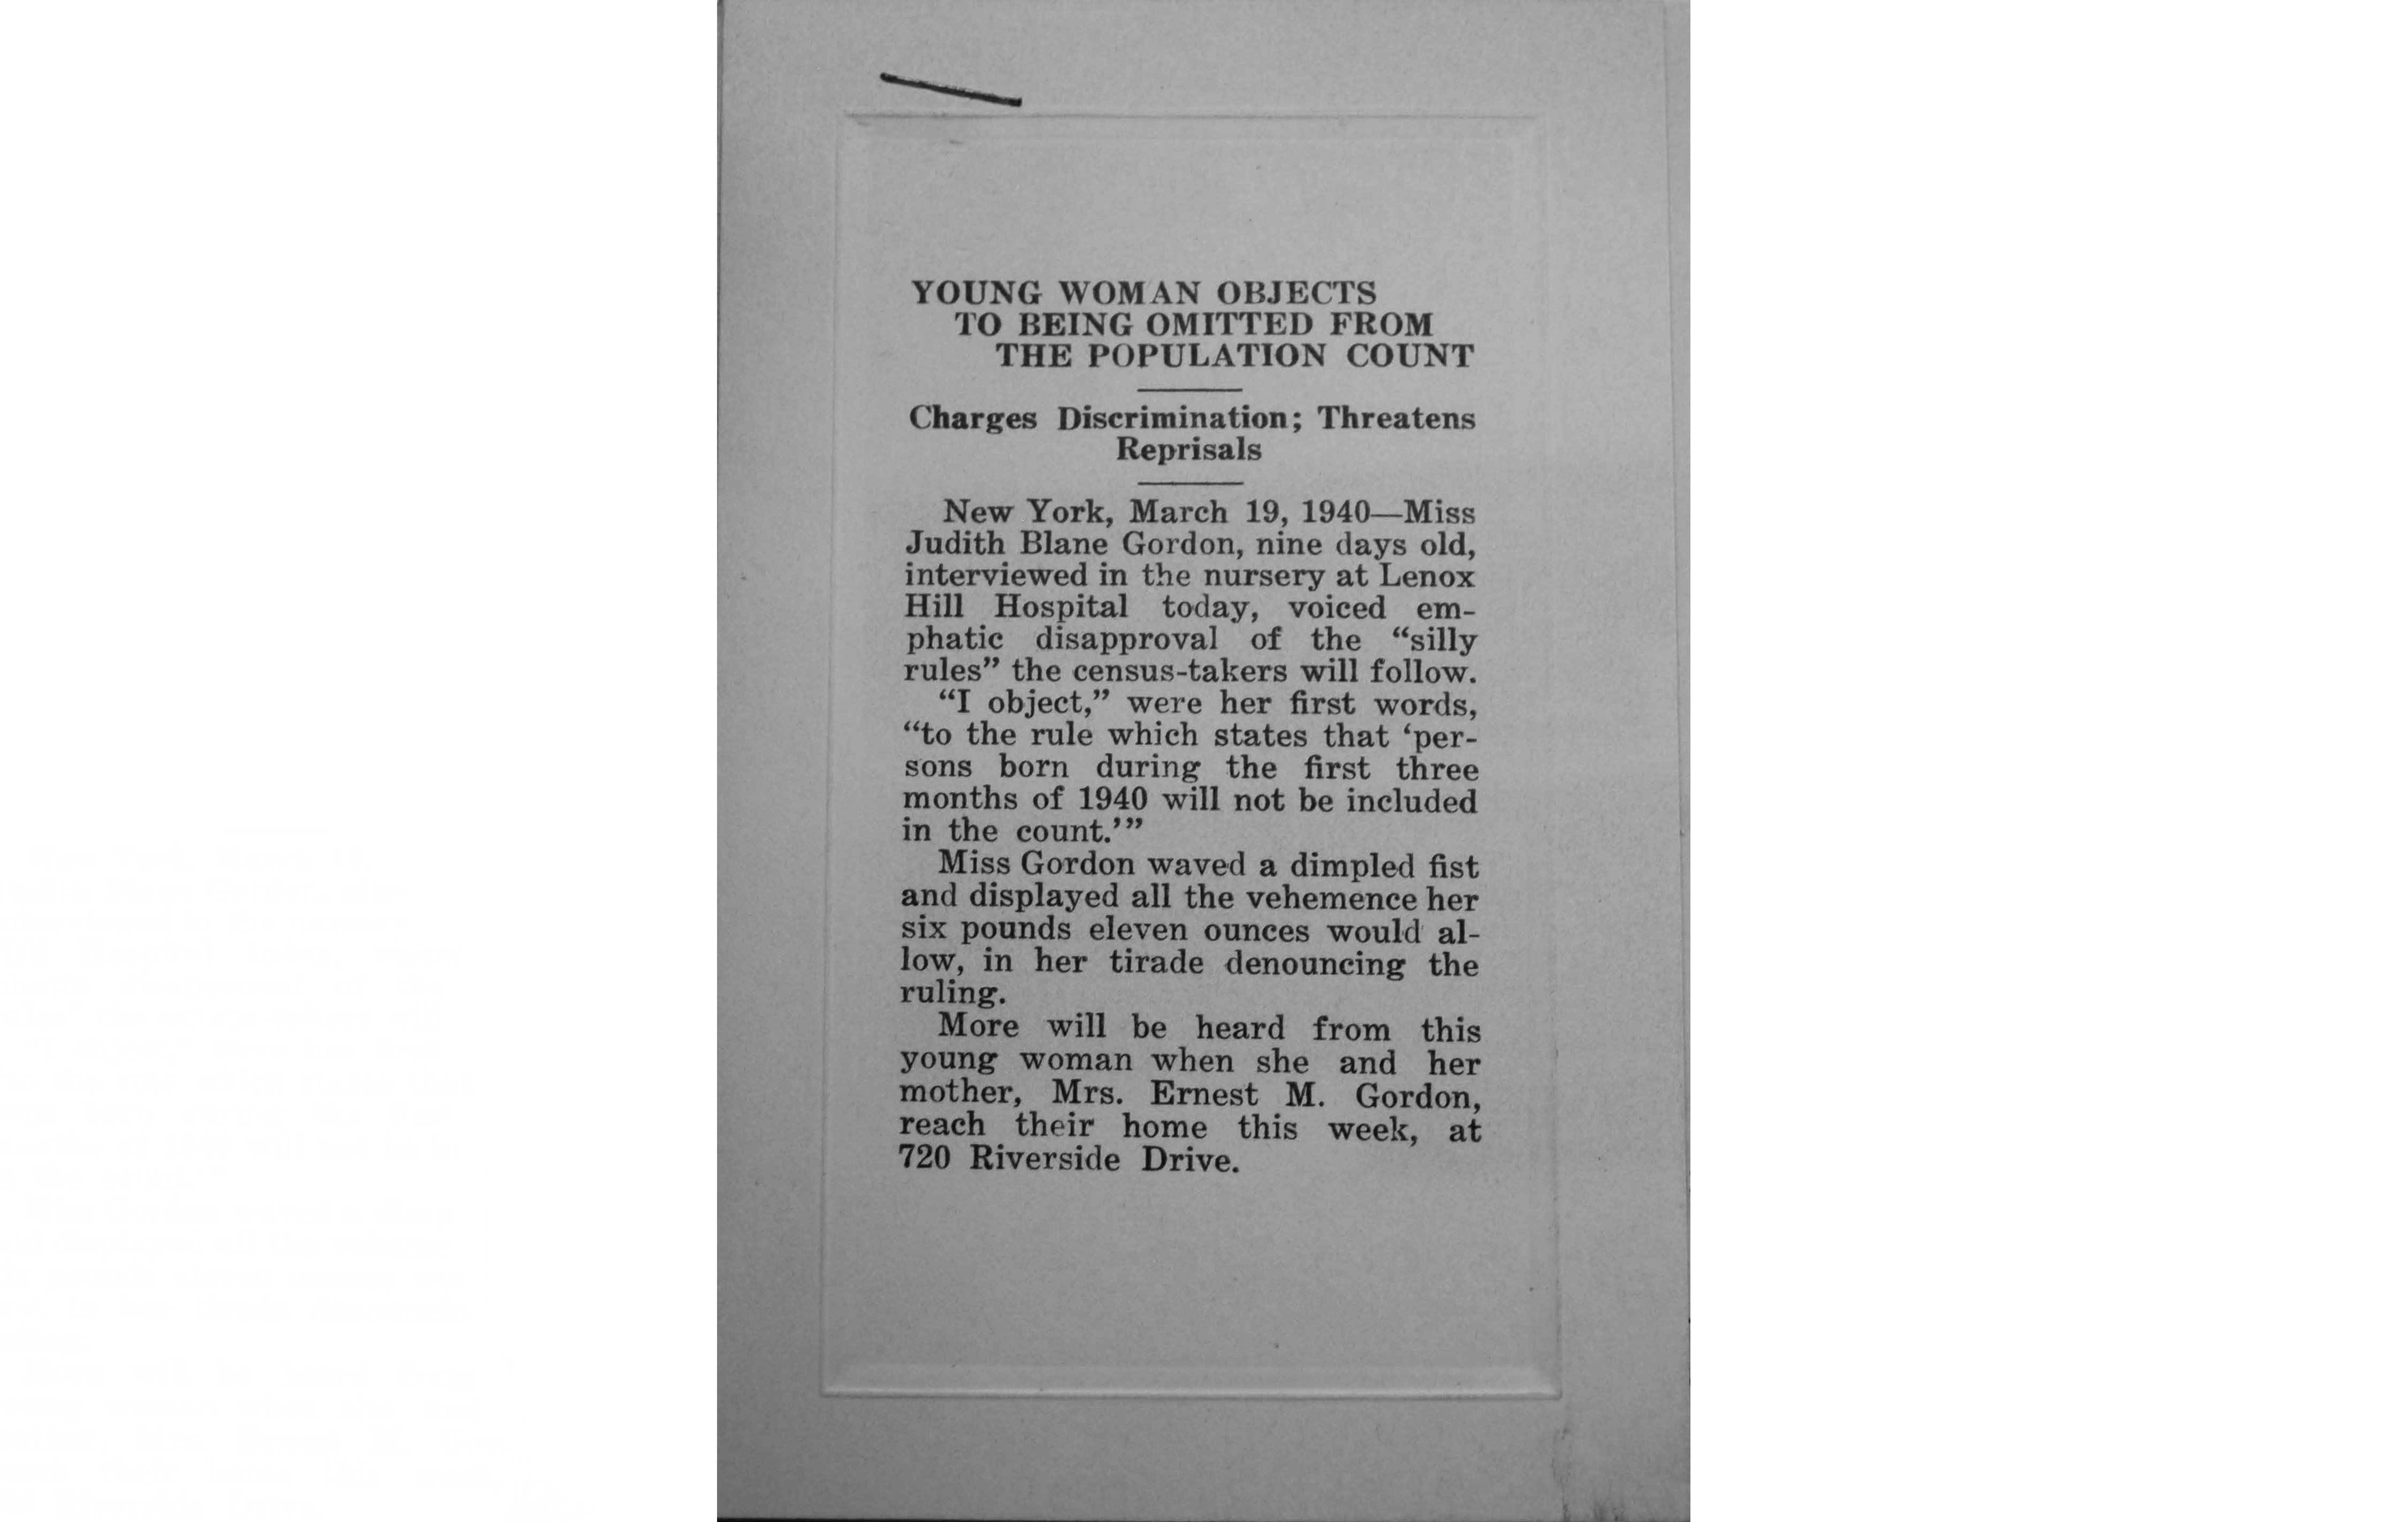 YOUNG WOMAN OBJECTS
TO BEING OMITTED FROM
THE POPULATION COUNT
Charges Discrimination; Threatens
Reprisals
New York, March 19, 1940—Miss
Judith Blane Gordon, nine days old,
interviewed in the nursery at Lenox
Hill Hospital today, voiced em-
phatic disapproval of the “silly
rules” the census-takers will follow.
“I object,” were her first words,
“to the rule which states that ‘per-
sons born during the first three
months of 1940 will not be included
in the count.’”
Miss Gordon waved a dimpled fist
and displayed all the vehemence her
six pounds eleven ounces would al-
low, in her tirade denouncing the
ruling.
More will be heard from this
young woman when she and her
mother, Mrs. Ernest M. Gordon,
reach their home this week, at
720 Riverside Drive.